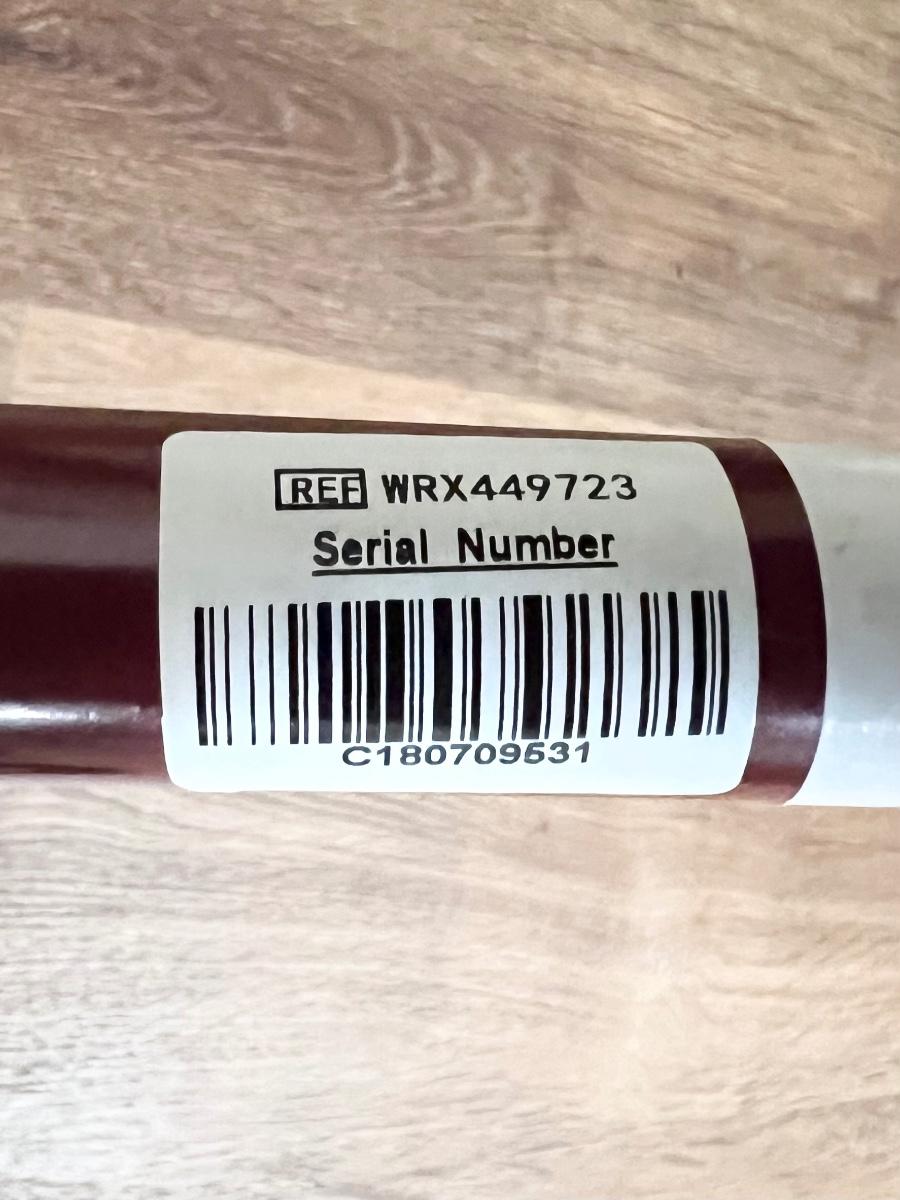 REF WRX449723
Serial Number
C180709531